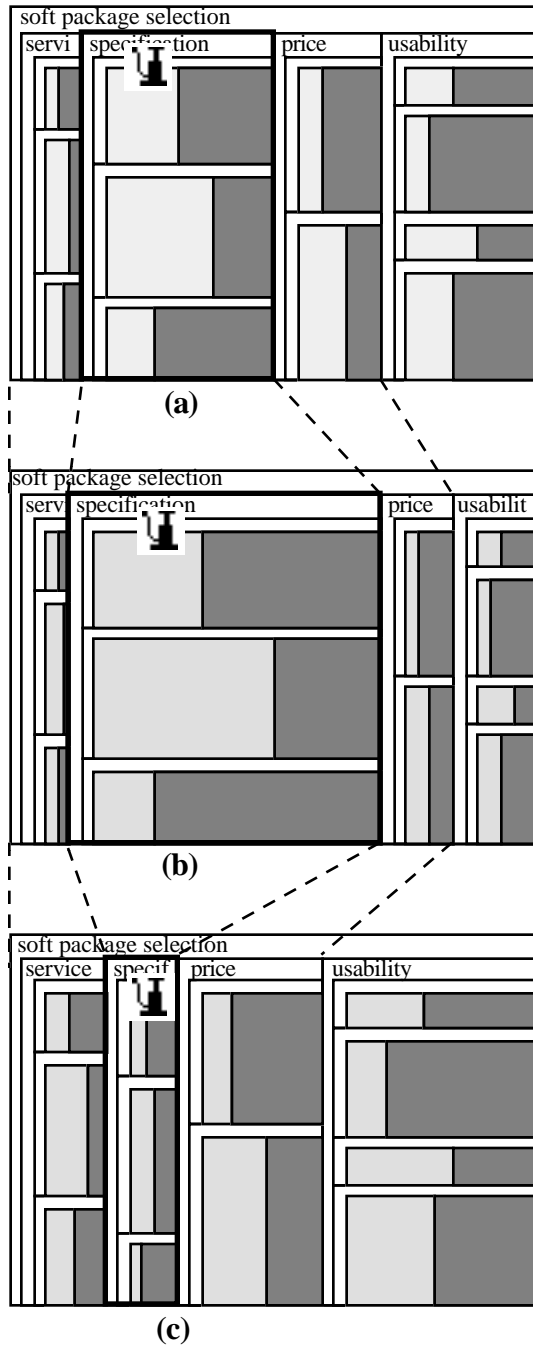 soft package selection
servi specification price usability
(a)
soft package selection
servi specification price usabilit
(b)
soft package selection
service specif price usability
(c)